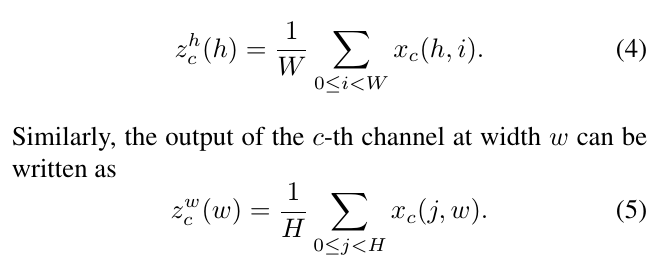 z_c^h(h) = \frac{1}{W} \sum_{0 \le i < W} x_c(h, i). (4)
Similarly, the output of the c-th channel at width w can be
written as
z_c^w(w) = \frac{1}{H} \sum_{0 \le j < H} x_c(j, w). (5)